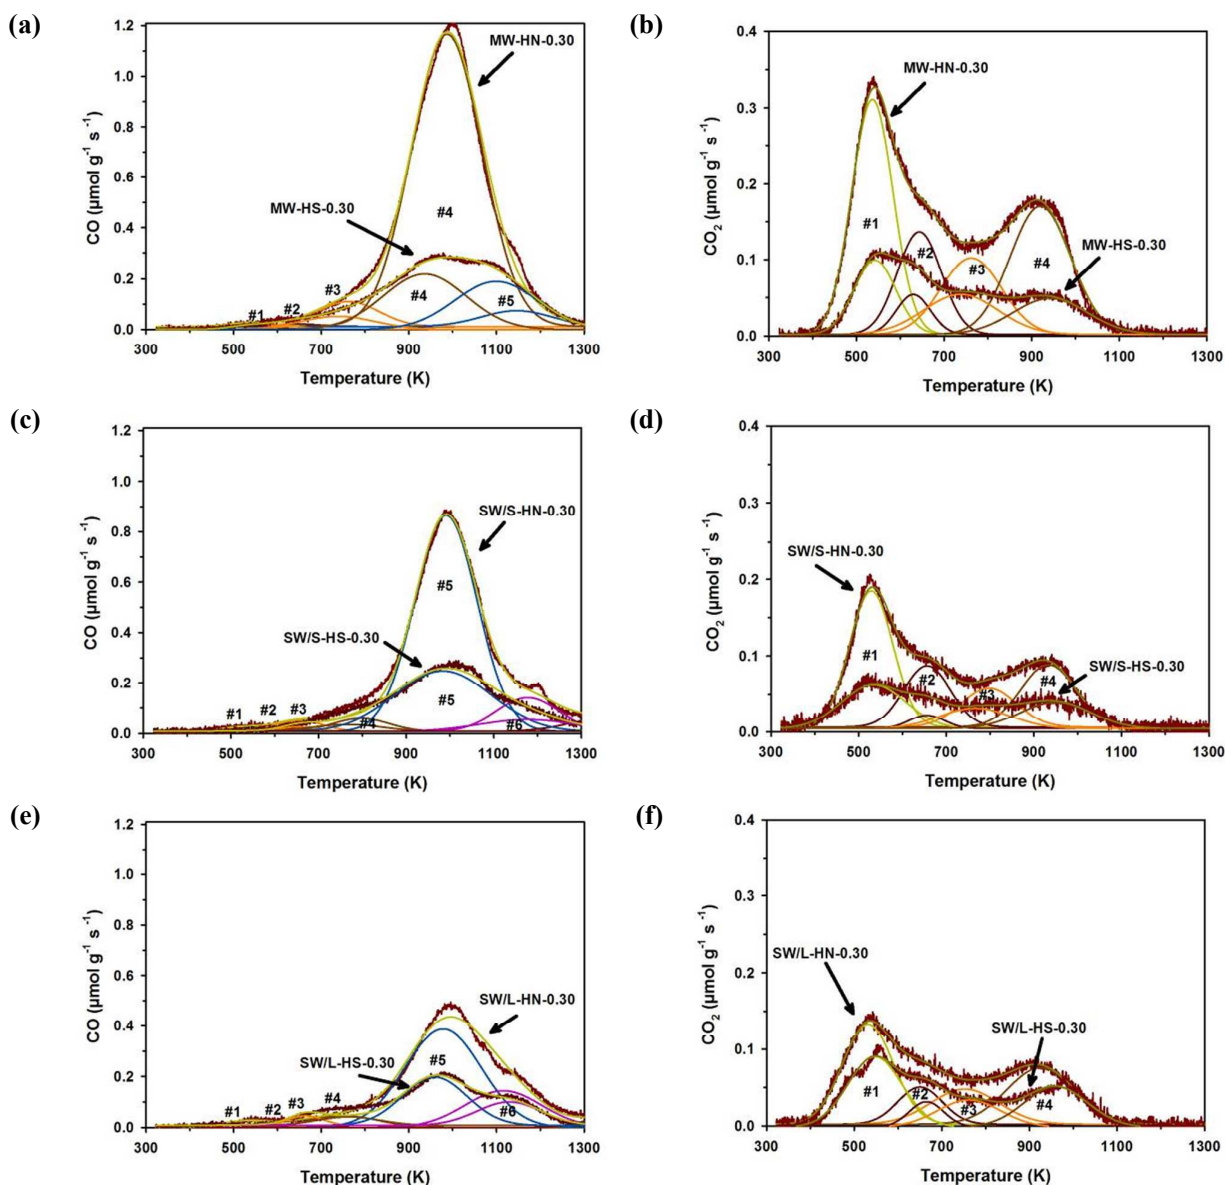 (a)
1.2
1.0
0.8
0.6
0.4
0.2
0.0
CO (µmol g⁻¹ s⁻¹)
MW-HN-0.30
MW-HS-0.30
#4
#1
#2
#3
#4
#5
300 500 700 900 1100 1300
Temperature (K)
(b)
0.4
0.3
0.2
0.1
0.0
CO₂ (µmol g⁻¹ s⁻¹)
MW-HN-0.30
MW-HS-0.30
#1
#2
#3
#4
300 500 700 900 1100 1300
Temperature (K)
(c)
1.2
1.0
0.8
0.6
0.4
0.2
0.0
CO (µmol g⁻¹ s⁻¹)
SW/S-HN-0.30
#5
SW/S-HS-0.30
#1
#2
#3
#4
#5
#6
300 500 700 900 1100 1300
Temperature (K)
(d)
0.4
0.3
0.2
0.1
0.0
CO₂ (µmol g⁻¹ s⁻¹)
SW/S-HN-0.30
SW/S-HS-0.30
#1
#2
#3
#4
300 500 700 900 1100 1300
Temperature (K)
(e)
1.2
1.0
0.8
0.6
0.4
0.2
0.0
CO (µmol g⁻¹ s⁻¹)
SW/L-HN-0.30
SW/L-HS-0.30
#1
#2
#3
#4
#5
#6
300 500 700 900 1100 1300
Temperature (K)
(f)
0.4
0.3
0.2
0.1
0.0
CO₂ (µmol g⁻¹ s⁻¹)
SW/L-HN-0.30
SW/L-HS-0.30
#1
#2
#3
#4
300 500 700 900 1100 1300
Temperature (K)